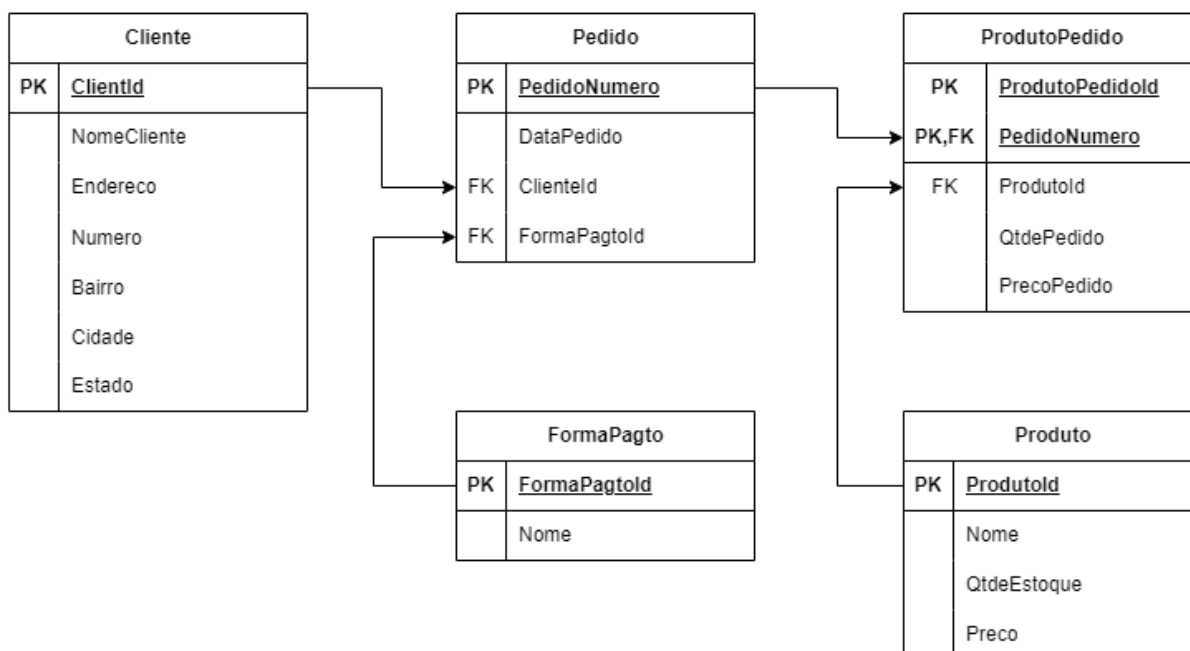 Cliente
PK ClientId
NomeCliente
Endereco
Numero
Bairro
Cidade
Estado
Pedido
PK PedidoNumero
DataPedido
FK ClienteId
FK FormaPagtoId
ProdutoPedido
PK ProdutoPedidoId
PK,FK PedidoNumero
FK ProdutoId
QtdePedido
PrecoPedido
FormaPagto
PK FormaPagtoId
Nome
Produto
PK ProdutoId
Nome
QtdeEstoque
Preco